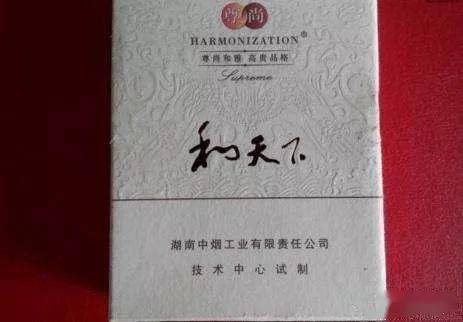 尊尚
HARMONIZATION®
尊尚和雅 高贵品格
Supreme
和天下
湖南中烟工业有限责任公司
技术中心试制